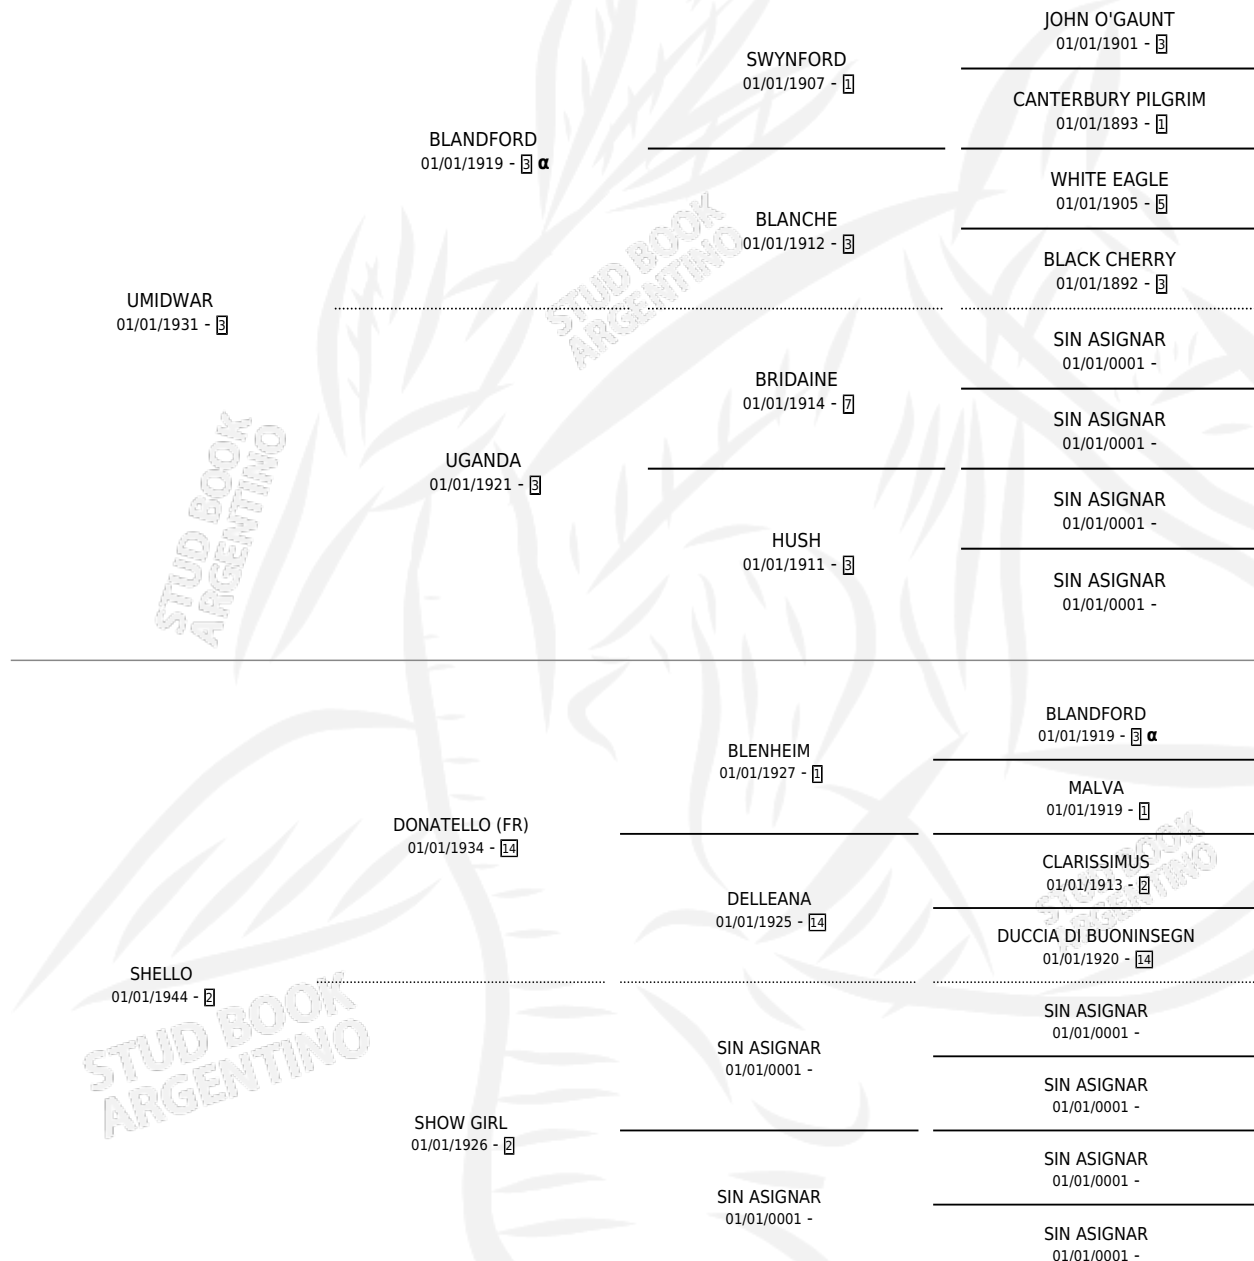 JOHN O'GAUNT
01/01/1901 - 3
SWYNFORD
01/01/1907 - 1
CANTERBURY PILGRIM
01/01/1893 - 1
BLANDFORD
01/01/1919 - 3 α
WHITE EAGLE
01/01/1905 - 5
BLANCHE
01/01/1912 - 3
BLACK CHERRY
01/01/1892 - 3
UMIDWAR
01/01/1931 - 3
SIN ASIGNAR
01/01/0001 -
BRIDAINE
01/01/1914 - 7
SIN ASIGNAR
01/01/0001 -
UGANDA
01/01/1921 - 3
SIN ASIGNAR
01/01/0001 -
HUSH
01/01/1911 - 3
SIN ASIGNAR
01/01/0001 -
STUD BOOK
ARGENTINO
STUD BOOK
ARGENTINO
BLANDFORD
01/01/1919 - 3 α
BLENHEIM
01/01/1927 - 1
MALVA
01/01/1919 - 1
DONATELLO (FR)
01/01/1934 - 14
CLARISSIMUS
01/01/1913 - 2
DELLEANA
01/01/1925 - 14
DUCCIA DI BUONINSEGN
01/01/1920 - 14
SHELLO
01/01/1944 - 2
SIN ASIGNAR
01/01/0001 -
SIN ASIGNAR
01/01/0001 -
SIN ASIGNAR
01/01/0001 -
SHOW GIRL
01/01/1926 - 2
SIN ASIGNAR
01/01/0001 -
SIN ASIGNAR
01/01/0001 -
SIN ASIGNAR
01/01/0001 -
STUD BOOK
ARGENTINO
STUD BOOK
ARGENTINO